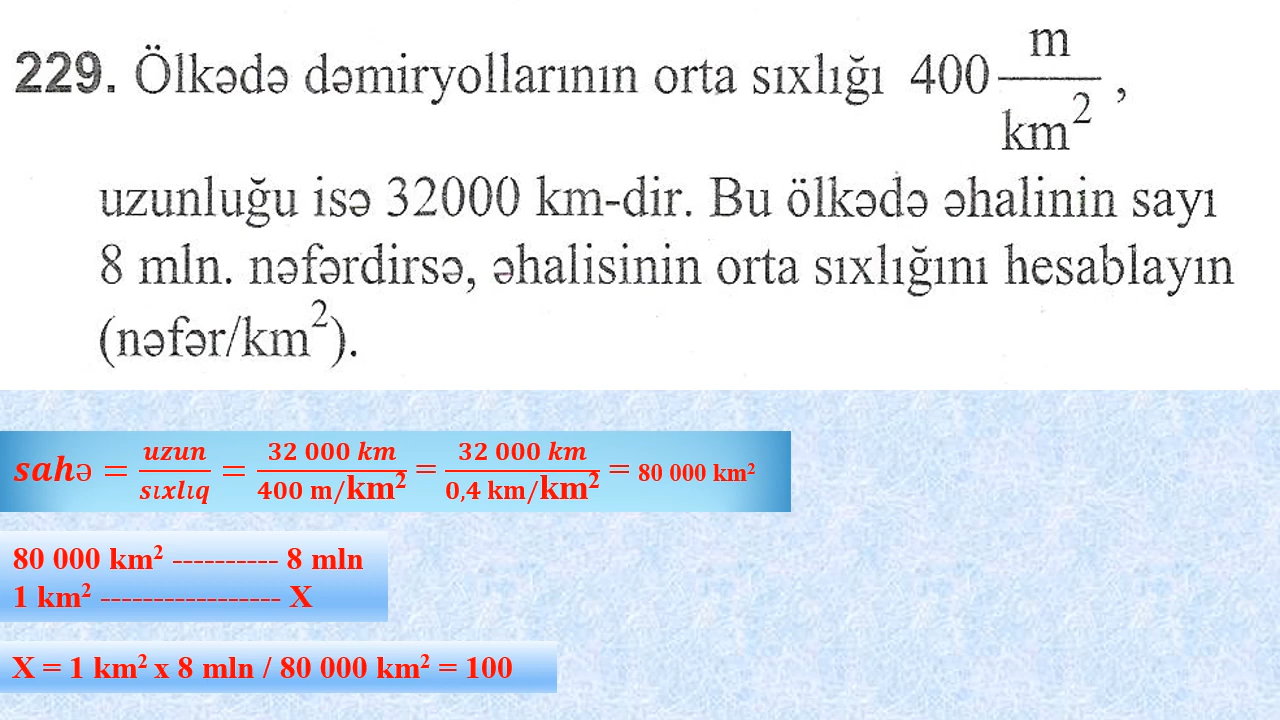 229. Ölkədə dəmiryollarının orta sıxlığı 400 m/km²,
uzunluğu isə 32000 km-dir. Bu ölkədə əhalinin sayı
8 mln. nəfərdirsə, əhalisinin orta sıxlığını hesablayın
(nəfər/km²).
sahə = uzun/sıxlıq = 32 000 km / 400 m/km² = 32 000 km / 0,4 km/km² = 80 000 km²
80 000 km² ---------- 8 mln
1 km² ----------------- X
X = 1 km² x 8 mln / 80 000 km² = 100